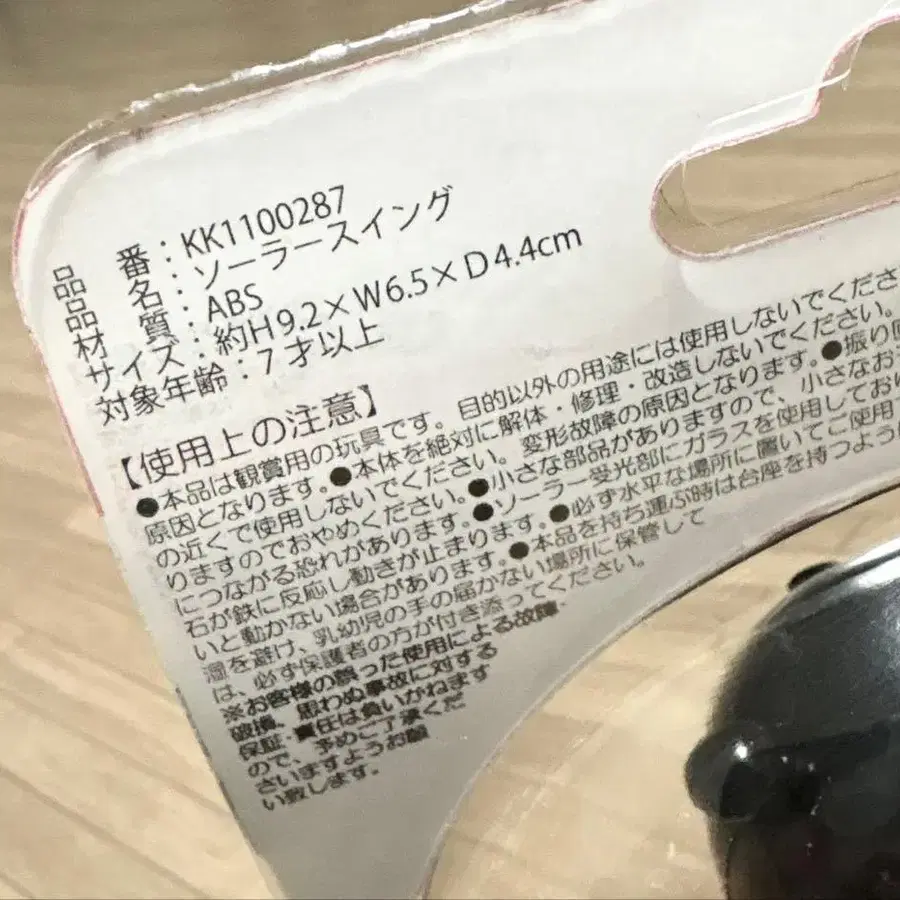 品番：KK1100287
品名：ソーラースイング
材質：ABS
サイズ：約H9.2×W6.5×D4.4cm
対象年齢：7才以上
【使用上の注意】
●本品は観賞用の玩具です。目的以外の用途には使用しないでくださ
原因となります。●本体を絶対に解体・修理・改造しないでください。
の近くで使用しないでください。変形故障の原因となります。●振り回
りますのでおやめください。●小さな部品がありますので、小さなお
につながる恐れがあります。●ソーラー受光部にガラスを使用してお
石が鉄に反応し動きが止まります。●必ず水平な場所に置いてご使用
いと動かない場合があります。●本品を持ち運ぶ時は台座を持つよう
湿を避け、乳幼児の手の届かない場所に保管して
は、必ず保護者の方が付き添ってください。
※お客様の誤った使用による故障・
破損、思わぬ事故に対する
保証・責任は負いかねます
ので、予めご了承くだ
さいますようお願
い致します。